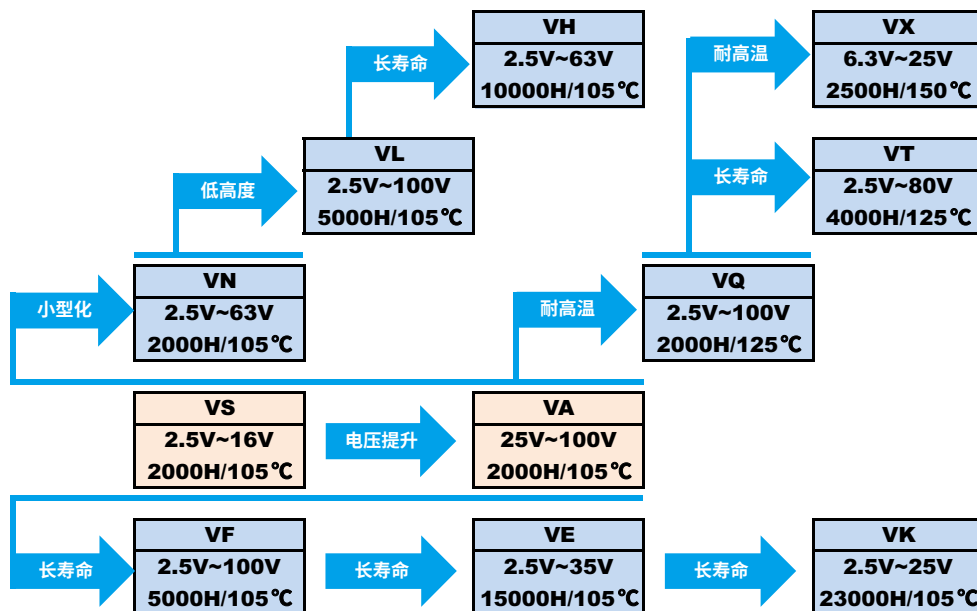 长寿命
VH
2.5V~63V
10000H/105℃
耐高温
VX
6.3V~25V
2500H/150℃
低高度
VL
2.5V~100V
5000H/105℃
长寿命
VT
2.5V~80V
4000H/125℃
小型化
VN
2.5V~63V
2000H/105℃
耐高温
VQ
2.5V~100V
2000H/125℃
VS
2.5V~16V
2000H/105℃
电压提升
VA
25V~100V
2000H/105℃
长寿命
VF
2.5V~100V
5000H/105℃
长寿命
VE
2.5V~35V
15000H/105℃
长寿命
VK
2.5V~25V
23000H/105℃